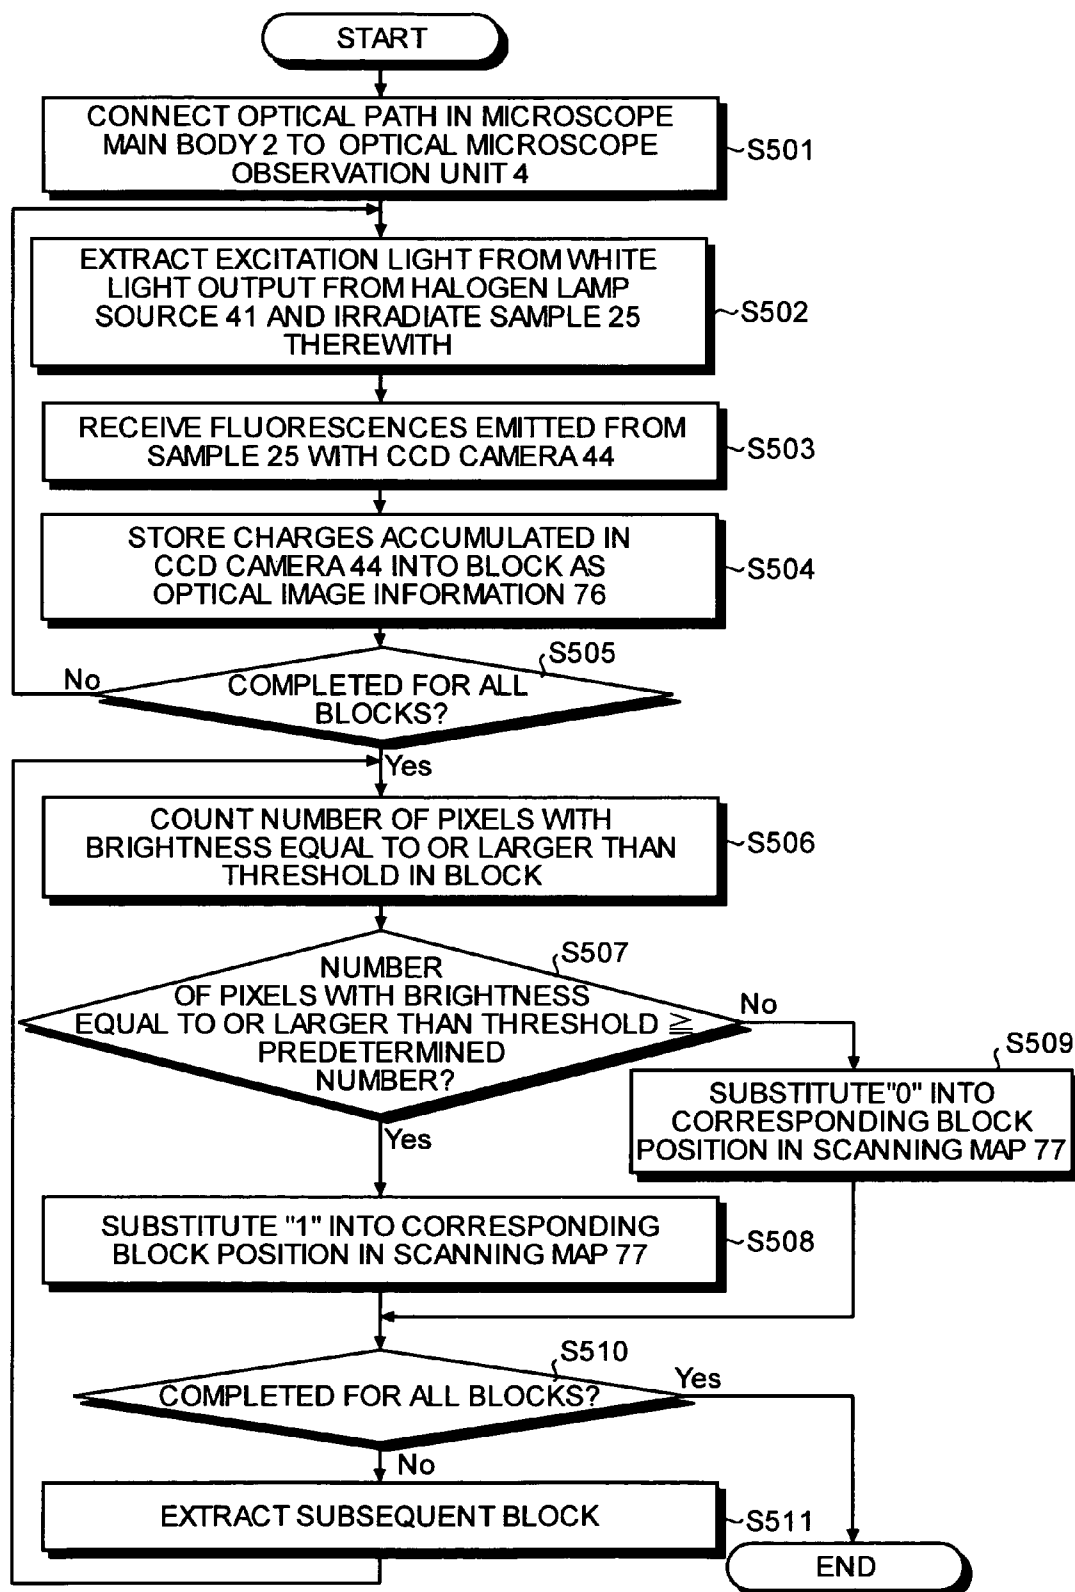 START
CONNECT OPTICAL PATH IN MICROSCOPE
MAIN BODY 2 TO OPTICAL MICROSCOPE
OBSERVATION UNIT 4
S501
EXTRACT EXCITATION LIGHT FROM WHITE
LIGHT OUTPUT FROM HALOGEN LAMP
SOURCE 41 AND IRRADIATE SAMPLE 25
THEREWITH
S502
RECEIVE FLUORESCENCES EMITTED FROM
SAMPLE 25 WITH CCD CAMERA 44
S503
STORE CHARGES ACCUMULATED IN
CCD CAMERA 44 INTO BLOCK AS
OPTICAL IMAGE INFORMATION 76
S504
S505
No
COMPLETED FOR ALL
BLOCKS?
Yes
COUNT NUMBER OF PIXELS WITH
BRIGHTNESS EQUAL TO OR LARGER THAN
THRESHOLD IN BLOCK
S506
S507
NUMBER
OF PIXELS WITH BRIGHTNESS
EQUAL TO OR LARGER THAN THRESHOLD ≧
PREDETERMINED
NUMBER?
No
Yes
S509
SUBSTITUTE"0" INTO
CORRESPONDING BLOCK
POSITION IN SCANNING MAP 77
SUBSTITUTE "1" INTO CORRESPONDING
BLOCK POSITION IN SCANNING MAP 77
S508
S510
COMPLETED FOR ALL BLOCKS?
Yes
No
EXTRACT SUBSEQUENT BLOCK
S511
END